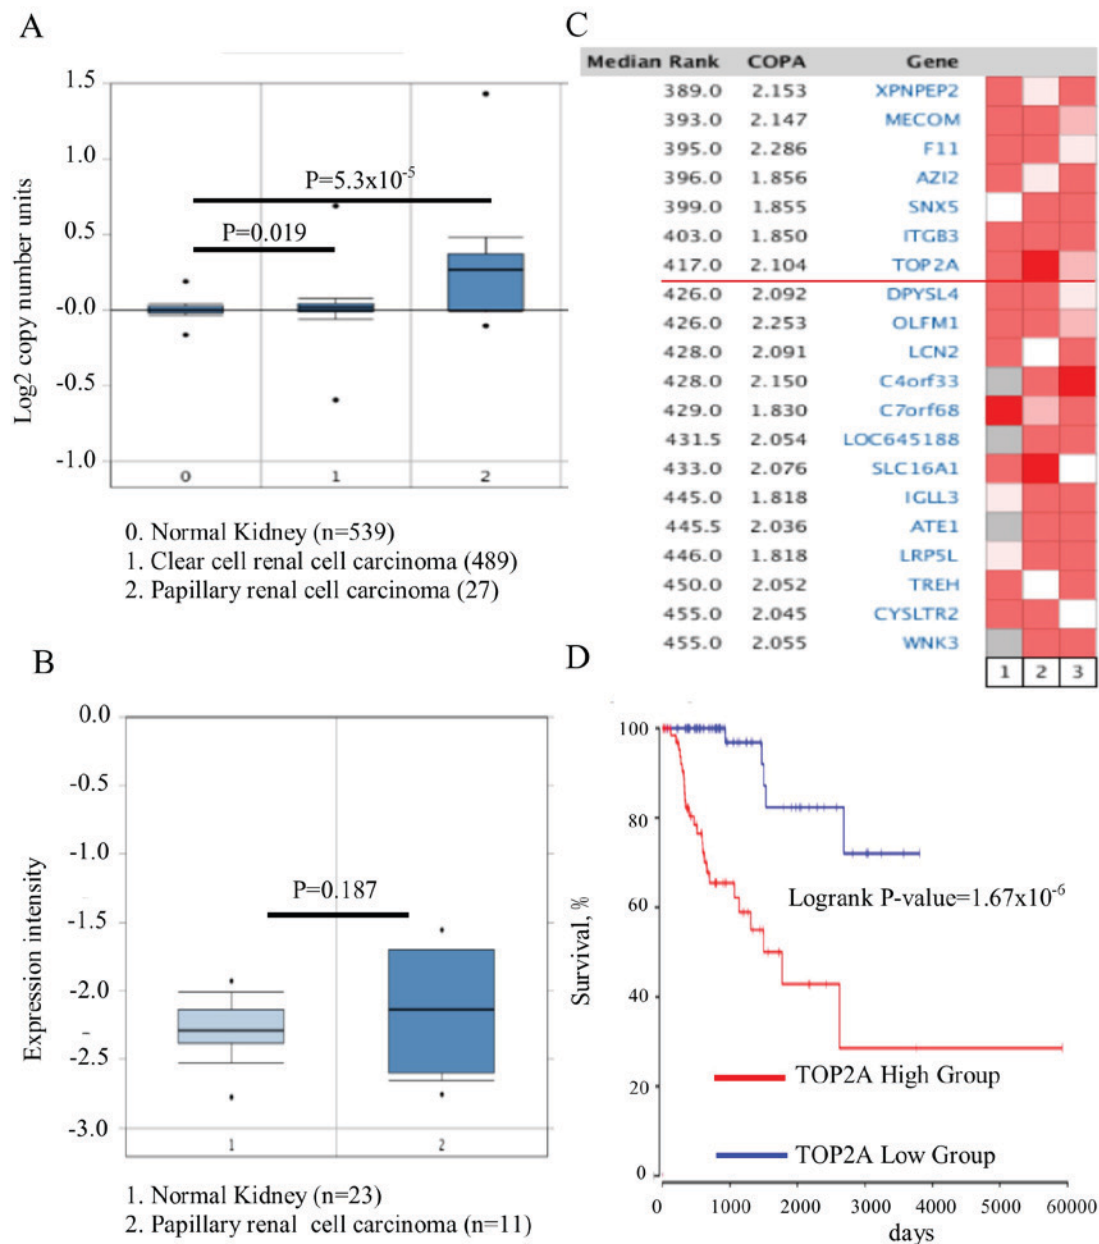 A
1.5
1.0
0.5
-0.0
-0.5
-1.0
Log2 copy number units
P=5.3x10⁻⁵
P=0.019
0 1 2
0. Normal Kidney (n=539)
1. Clear cell renal cell carcinoma (489)
2. Papillary renal cell carcinoma (27)
B
0.0
-0.5
-1.0
-1.5
-2.0
-2.5
-3.0
Expression intensity
P=0.187
1 2
1. Normal Kidney (n=23)
2. Papillary renal cell carcinoma (n=11)
C
Median Rank COPA Gene
389.0 2.153 XPNPEP2
393.0 2.147 MECOM
395.0 2.286 F11
396.0 1.856 AZI2
399.0 1.855 SNX5
403.0 1.850 ITGB3
417.0 2.104 TOP2A
426.0 2.092 DPYSL4
426.0 2.253 OLFM1
428.0 2.091 LCN2
428.0 2.150 C4orf33
429.0 1.830 C7orf68
431.5 2.054 LOC645188
433.0 2.076 SLC16A1
445.0 1.818 IGLL3
445.5 2.036 ATE1
446.0 1.818 LRP5L
450.0 2.052 TREH
455.0 2.045 CYSLTR2
455.0 2.055 WNK3
1 2 3
D
100
80
60
40
20
0
Survival, %
Logrank P-value=1.67x10⁻⁶
TOP2A High Group
TOP2A Low Group
0 1000 2000 3000 4000 5000 60000
days